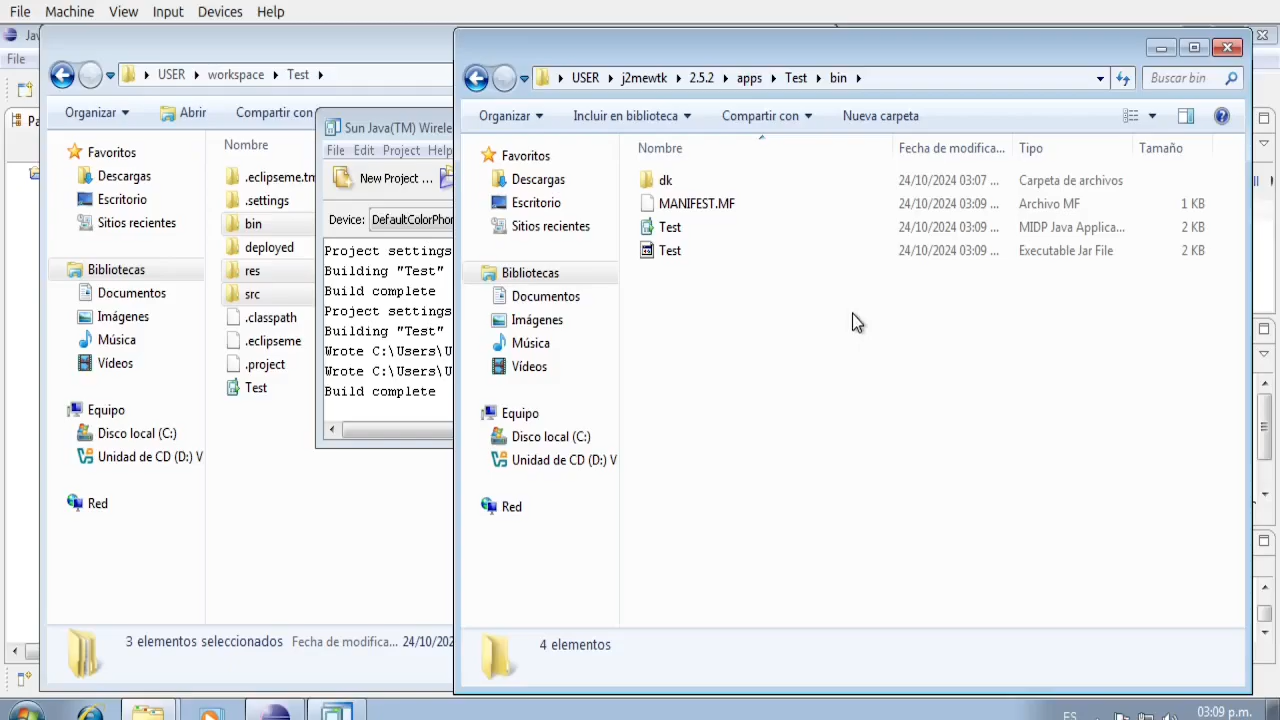 File Machine View Input Devices Help
Jav
File
Pa
USER workspace Test
Organizar Abrir Compartir con
Favoritos
Descargas
Escritorio
Sitios recientes
Bibliotecas
Documentos
Imágenes
Música
Vídeos
Equipo
Disco local (C:)
Unidad de CD (D:) V
Red
Nombre
.eclipseme.tm
.settings
bin
deployed
res
src
.classpath
.eclipseme
.project
Test
3 elementos seleccionados Fecha de modifica... 24/10/202
Sun Java(TM) Wirele
File Edit Project Help
New Project ...
Device: DefaultColorPhon
Project settings
Building "Test"
Build complete
Project settings
Building "Test"
Wrote C:\Users\U
Wrote C:\Users\U
Build complete
USER j2mewtk 2.5.2 apps Test bin
Buscar bin
Organizar Incluir en biblioteca Compartir con Nueva carpeta
Favoritos
Descargas
Escritorio
Sitios recientes
Bibliotecas
Documentos
Imágenes
Música
Vídeos
Equipo
Disco local (C:)
Unidad de CD (D:) V
Red
Nombre Fecha de modifica... Tipo Tamaño
dk 24/10/2024 03:07 ... Carpeta de archivos
MANIFEST.MF 24/10/2024 03:09 ... Archivo MF 1 KB
Test 24/10/2024 03:09 ... MIDP Java Applica... 2 KB
Test 24/10/2024 03:09 ... Executable Jar File 2 KB
4 elementos
ES
03:09 p.m.